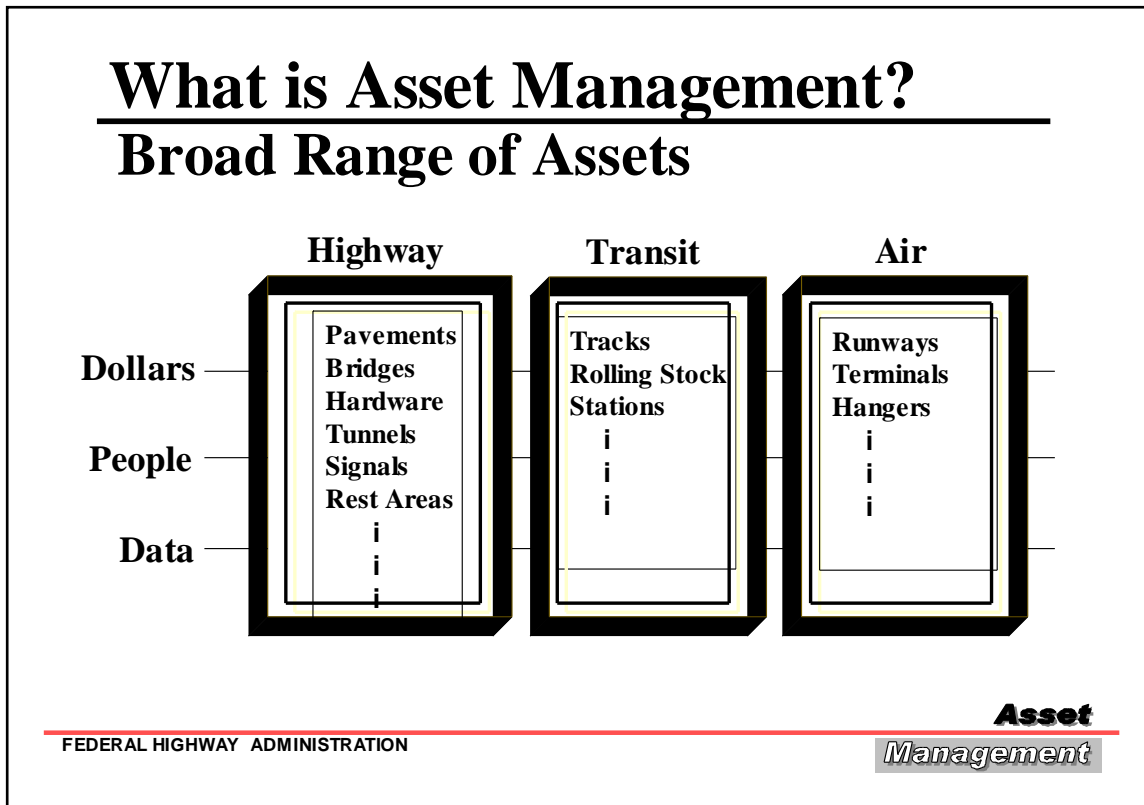 What is Asset Management?
Broad Range of Assets
Highway
Transit
Air
Dollars
People
Data
Pavements
Bridges
Hardware
Tunnels
Signals
Rest Areas
i
i
i
Tracks
Rolling Stock
Stations
i
i
i
Runways
Terminals
Hangers
i
i
i
FEDERAL HIGHWAY ADMINISTRATION
Asset
Management